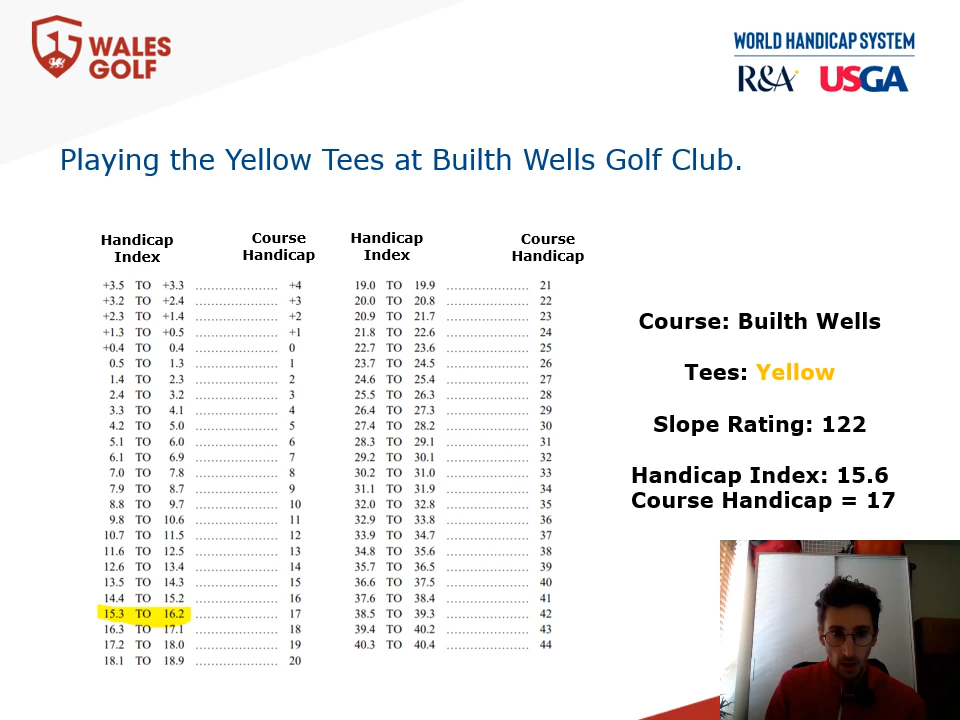 WALES
GOLF
WORLD HANDICAP SYSTEM
R&A USGA
Playing the Yellow Tees at Builth Wells Golf Club.
Handicap Index Course Handicap Handicap Index Course Handicap
+3.5 TO +3.3 ..................... +4 19.0 TO 19.9 ..................... 21
+3.2 TO +2.4 ..................... +3 20.0 TO 20.8 ..................... 22
+2.3 TO +1.4 ..................... +2 20.9 TO 21.7 ..................... 23
+1.3 TO +0.5 ..................... +1 21.8 TO 22.6 ..................... 24
+0.4 TO 0.4 ..................... 0 22.7 TO 23.6 ..................... 25
0.5 TO 1.3 ..................... 1 23.7 TO 24.5 ..................... 26
1.4 TO 2.3 ..................... 2 24.6 TO 25.4 ..................... 27
2.4 TO 3.2 ..................... 3 25.5 TO 26.3 ..................... 28
3.3 TO 4.1 ..................... 4 26.4 TO 27.3 ..................... 29
4.2 TO 5.0 ..................... 5 27.4 TO 28.2 ..................... 30
5.1 TO 6.0 ..................... 6 28.3 TO 29.1 ..................... 31
6.1 TO 6.9 ..................... 7 29.2 TO 30.1 ..................... 32
7.0 TO 7.8 ..................... 8 30.2 TO 31.0 ..................... 33
7.9 TO 8.7 ..................... 9 31.1 TO 31.9 ..................... 34
8.8 TO 9.7 ..................... 10 32.0 TO 32.8 ..................... 35
9.8 TO 10.6 ..................... 11 32.9 TO 33.8 ..................... 36
10.7 TO 11.5 ..................... 12 33.9 TO 34.7 ..................... 37
11.6 TO 12.5 ..................... 13 34.8 TO 35.6 ..................... 38
12.6 TO 13.4 ..................... 14 35.7 TO 36.5 ..................... 39
13.5 TO 14.3 ..................... 15 36.6 TO 37.5 ..................... 40
14.4 TO 15.2 ..................... 16 37.6 TO 38.4 ..................... 41
15.3 TO 16.2 ..................... 17 38.5 TO 39.3 ..................... 42
16.3 TO 17.1 ..................... 18 39.4 TO 40.2 ..................... 43
17.2 TO 18.0 ..................... 19 40.3 TO 40.4 ..................... 44
18.1 TO 18.9 ..................... 20
Course: Builth Wells
Tees: Yellow
Slope Rating: 122
Handicap Index: 15.6
Course Handicap = 17